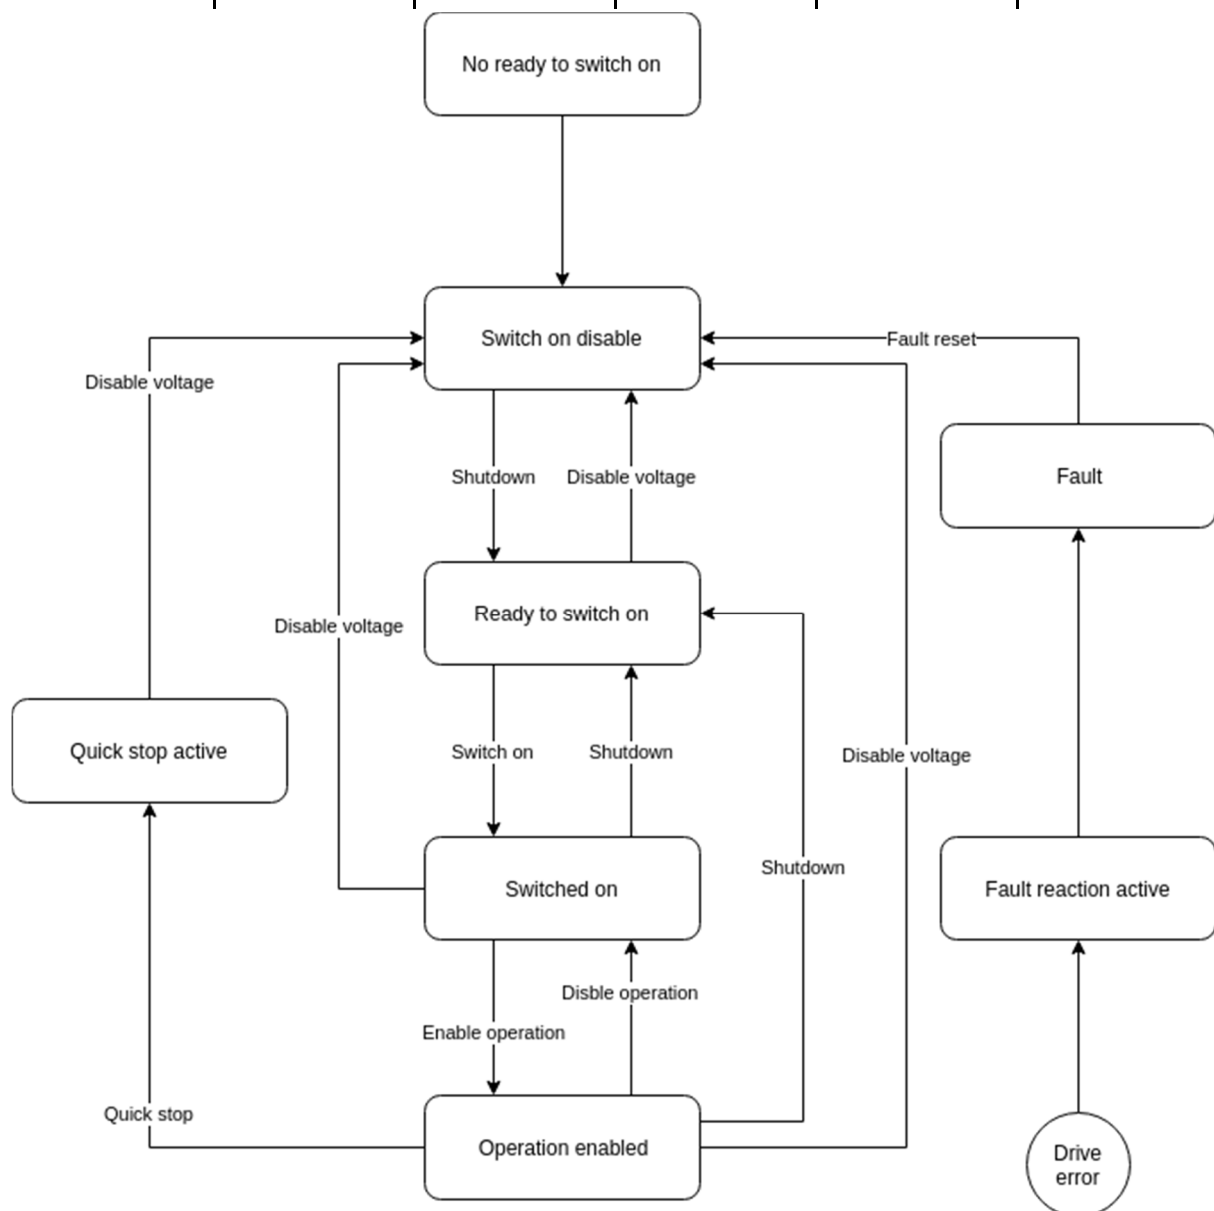 No ready to switch on
Switch on disable
Fault reset
Disable voltage
Shutdown
Disable voltage
Fault
Ready to switch on
Disable voltage
Quick stop active
Switch on
Shutdown
Disable voltage
Shutdown
Switched on
Fault reaction active
Disble operation
Enable operation
Quick stop
Operation enabled
Drive
error